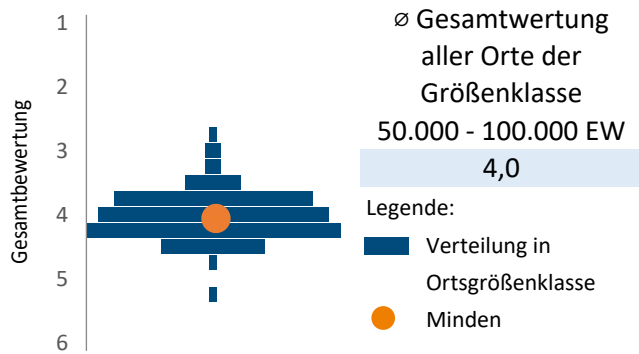 Gesamtbewertung
1
2
3
4
5
6
⌀ Gesamtwertung
aller Orte der
Größenklasse
50.000 - 100.000 EW
4,0
Legende:
Verteilung in
Ortsgrößenklasse
Minden